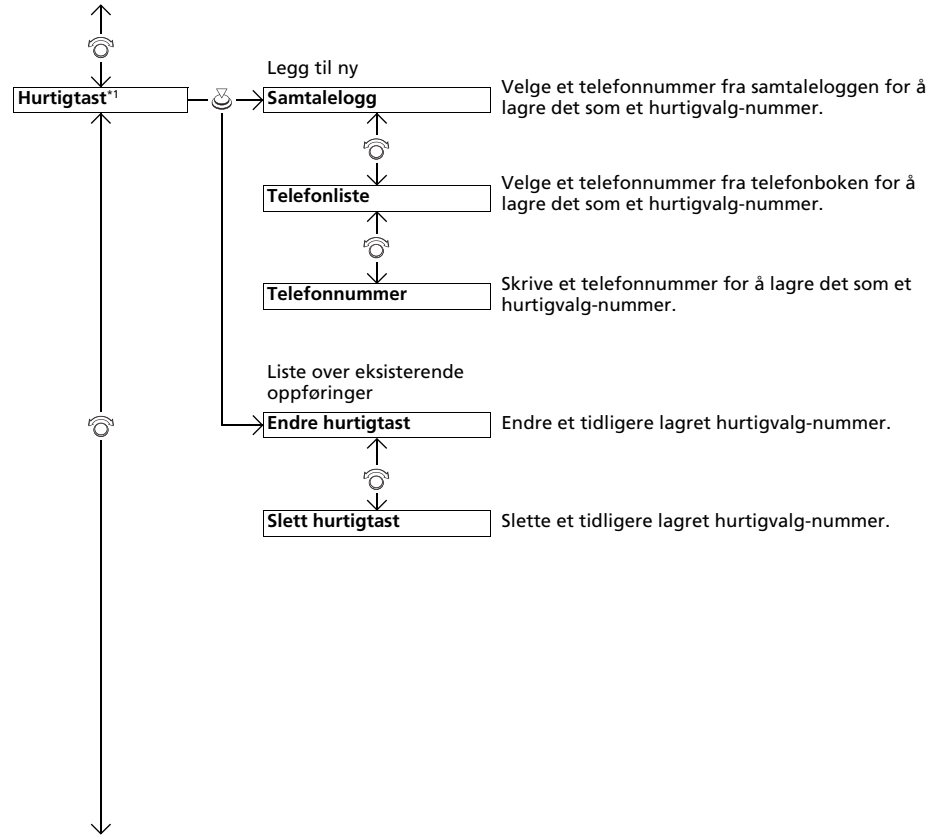 Legg til ny
Hurtigtast*1
Samtalelogg
Velge et telefonnummer fra samtaleloggen for å
lagre det som et hurtigvalg-nummer.
Telefonliste
Velge et telefonnummer fra telefonboken for å
lagre det som et hurtigvalg-nummer.
Telefonnummer
Skrive et telefonnummer for å lagre det som et
hurtigvalg-nummer.
Liste over eksisterende
oppføringer
Endre hurtigtast
Endre et tidligere lagret hurtigvalg-nummer.
Slett hurtigtast
Slette et tidligere lagret hurtigvalg-nummer.